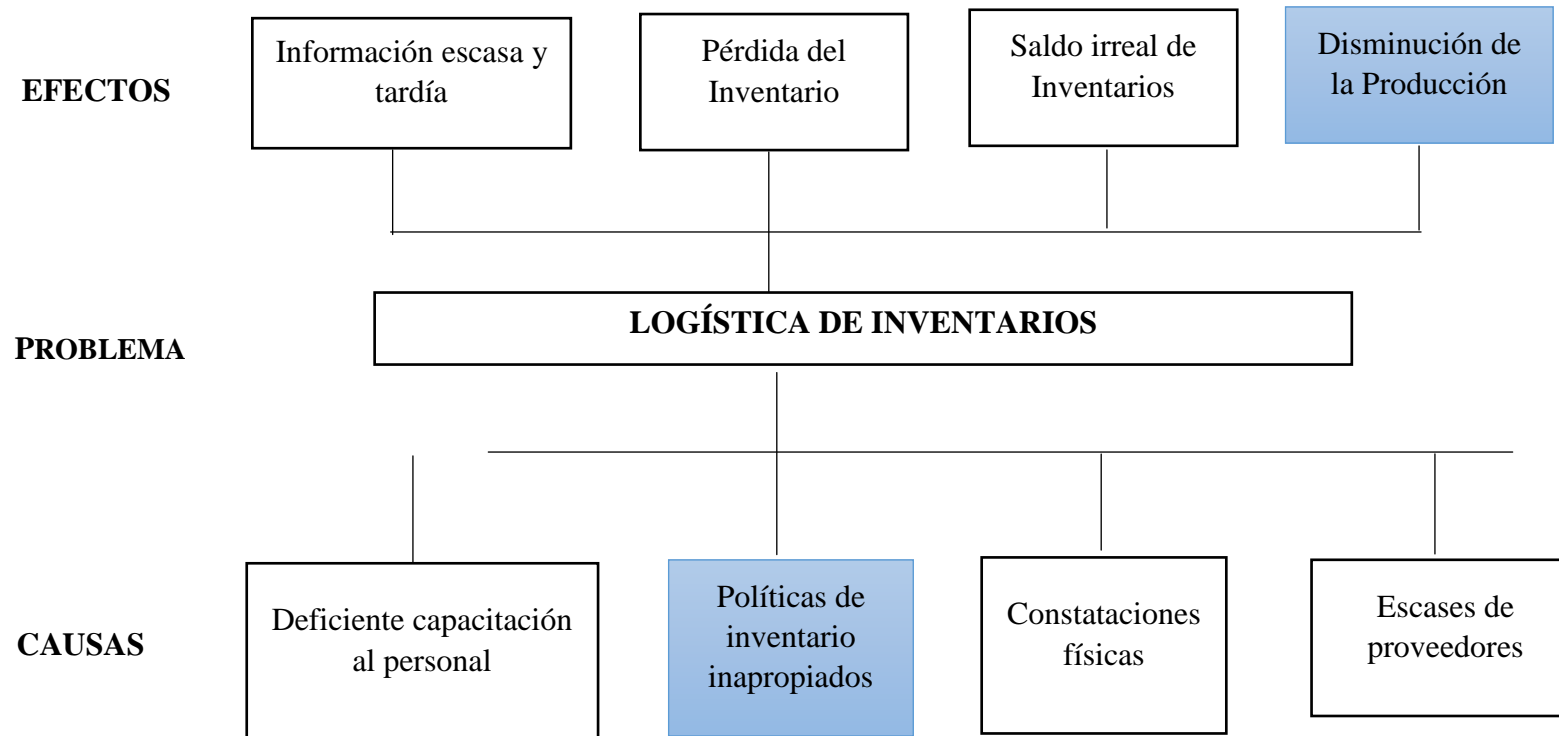 EFECTOS
Información escasa y
tardía
Pérdida del
Inventario
Saldo irreal de
Inventarios
Disminución de
la Producción
PROBLEMA
LOGÍSTICA DE INVENTARIOS
CAUSAS
Deficiente capacitación
al personal
Políticas de
inventario
inapropiados
Constataciones
físicas
Escases de
proveedores